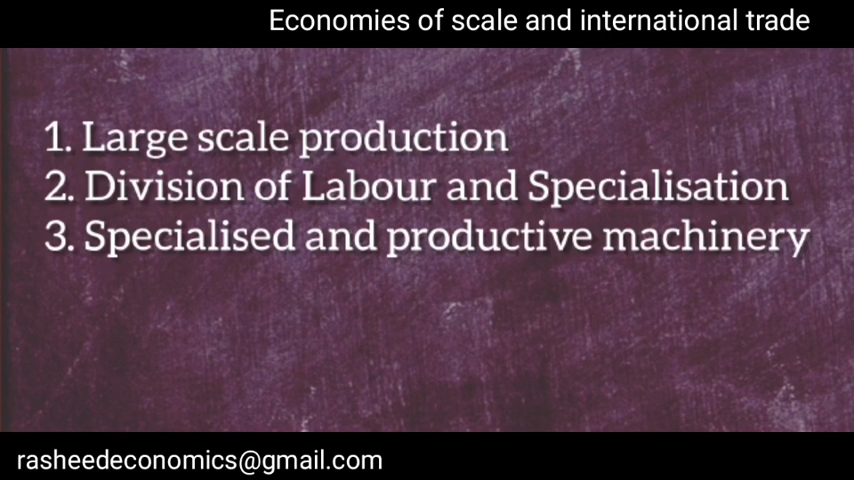 Economies of scale and international trade
1. Large scale production
2. Division of Labour and Specialisation
3. Specialised and productive machinery
rasheedeconomics@gmail.com